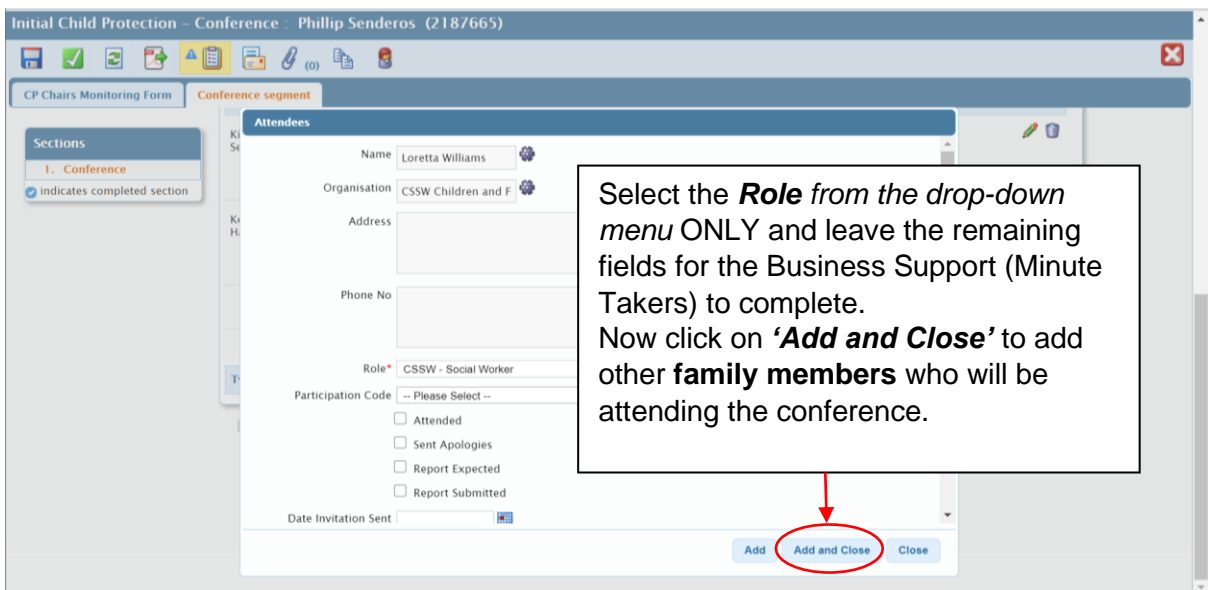 Initial Child Protection – Conference : Phillip Senderos (2187665)
(0)
CP Chairs Monitoring Form Conference segment
Attendees
Sections
1. Conference
indicates completed section
Name Loretta Williams
Organisation CSSW Children and F
Address
Phone No
Role* CSSW - Social Worker
Participation Code -- Please Select --
Attended
Sent Apologies
Report Expected
Report Submitted
Date Invitation Sent
Select the Role from the drop-down
menu ONLY and leave the remaining
fields for the Business Support (Minute
Takers) to complete.
Now click on ‘Add and Close’ to add
other family members who will be
attending the conference.
Add Add and Close Close